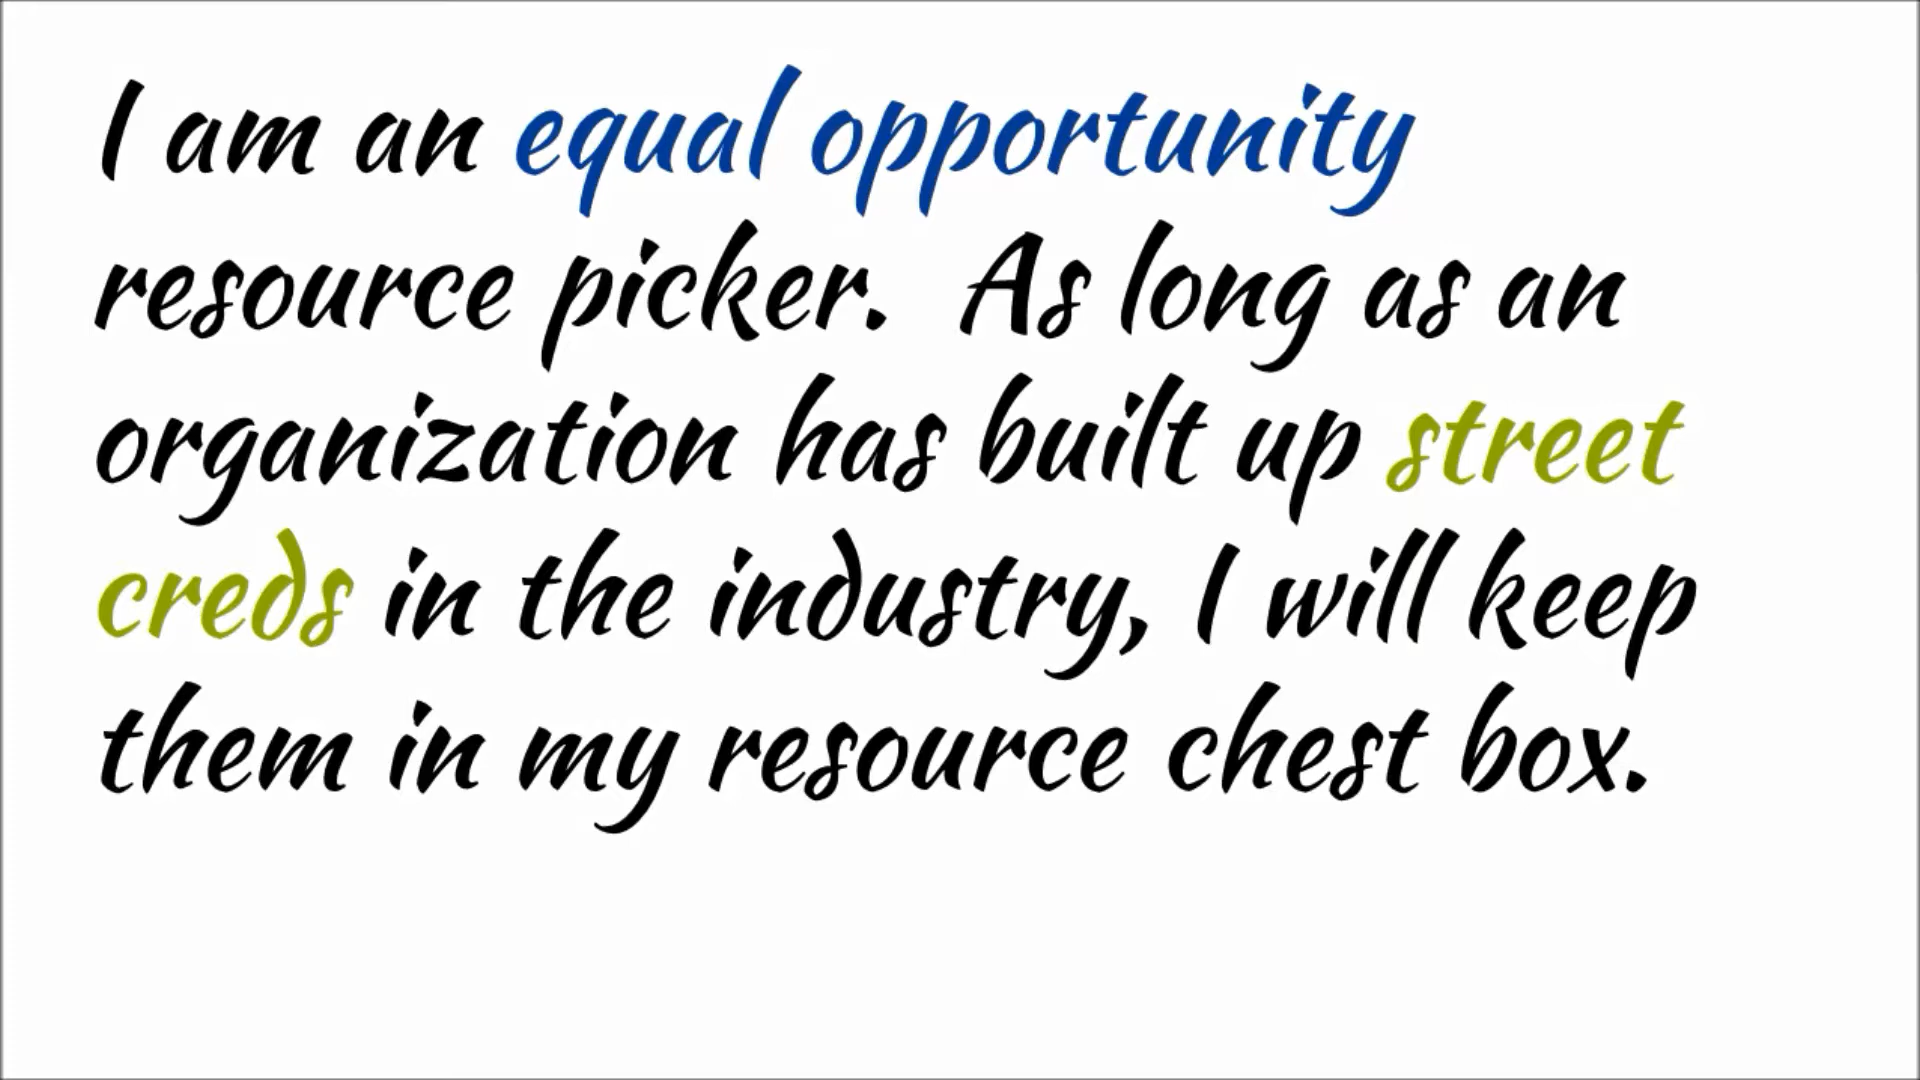 I am an equal opportunity
resource picker.  As long as an
organization has built up street
creds in the industry, I will keep
them in my resource chest box.